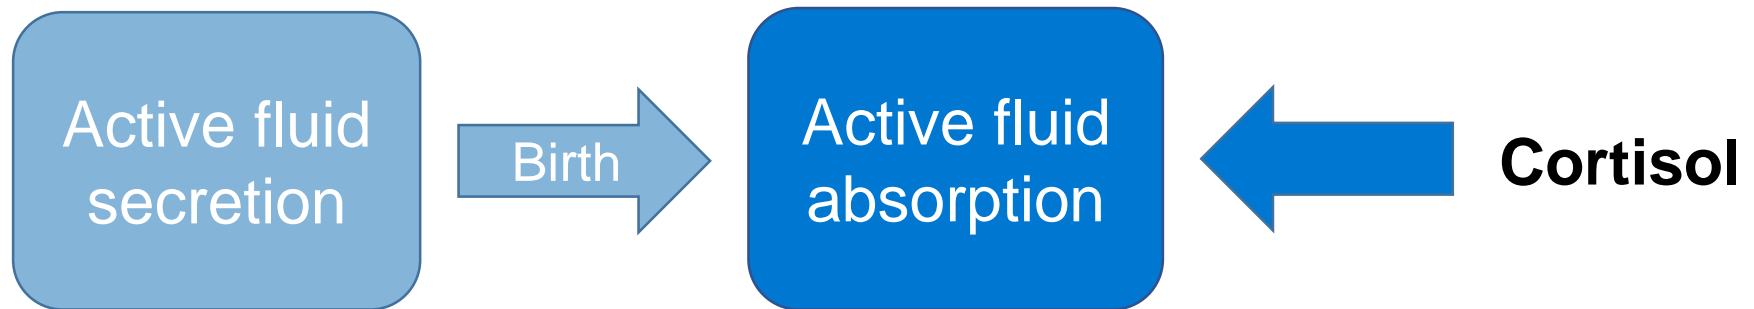 Active fluid
secretion
Birth
Active fluid
absorption
Cortisol